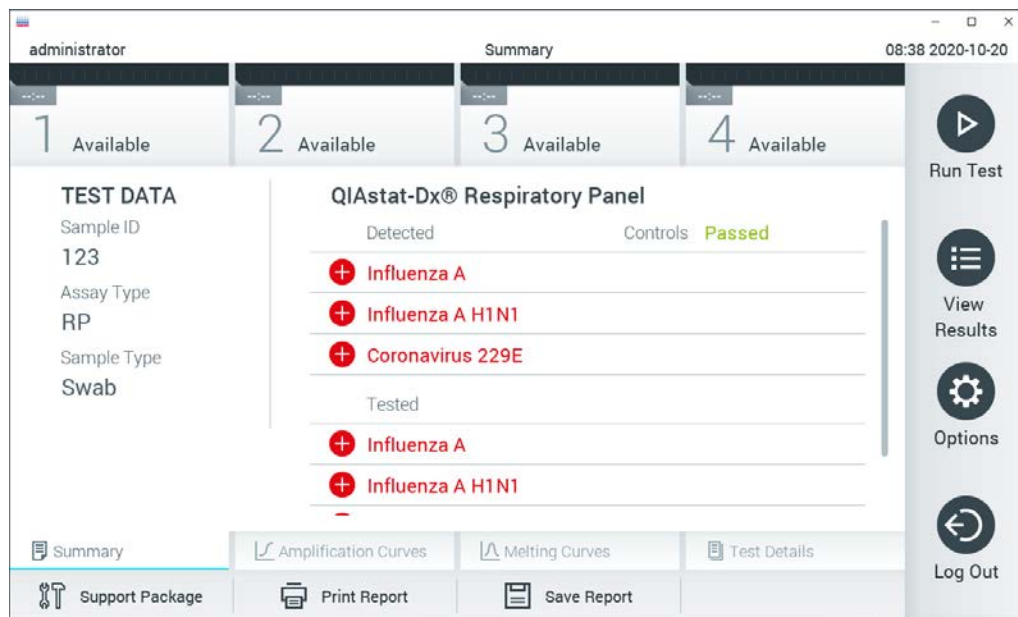 administrator Summary 08:38 2020-10-20
--:-- --:-- --:-- --:--
1 Available 2 Available 3 Available 4 Available
Run Test
TEST DATA
Sample ID
123
Assay Type
RP
Sample Type
Swab
QIAstat-Dx® Respiratory Panel
Detected Controls Passed
Influenza A
Influenza A H1N1
Coronavirus 229E
Tested
Influenza A
Influenza A H1N1
View
Results
Options
Log Out
Summary Amplification Curves Melting Curves Test Details
Support Package Print Report Save Report